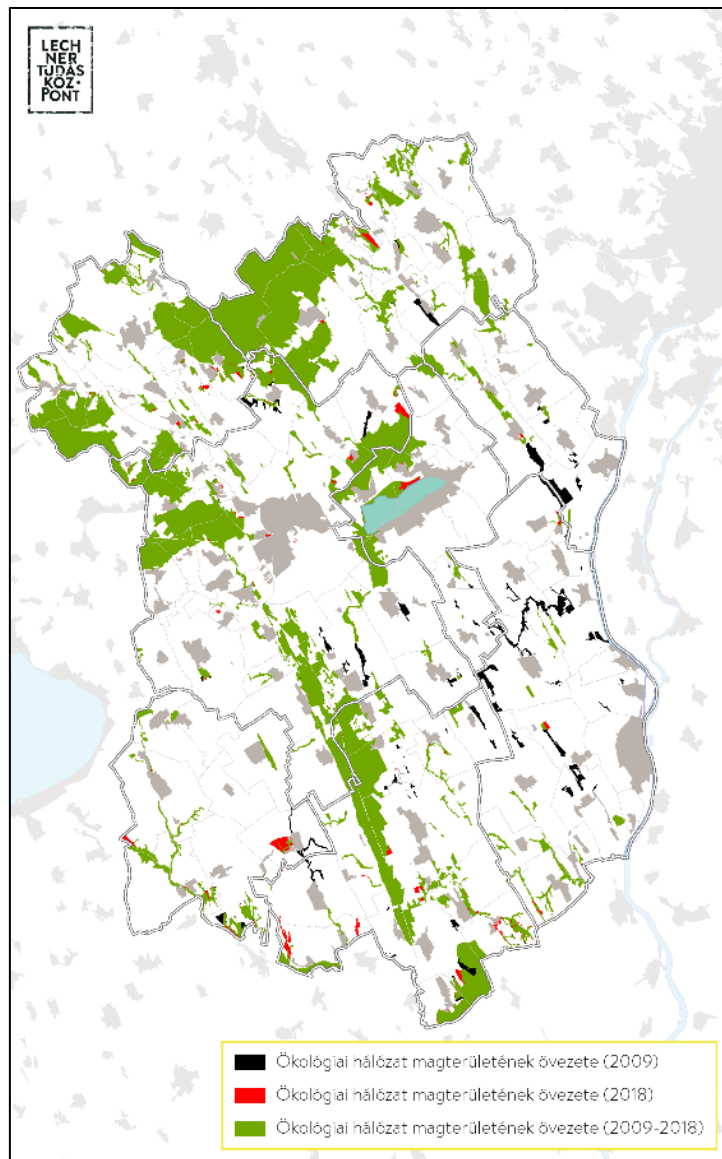 LECH
NER
TUDÁS
KÖZ•
PONT
Ökológiai hálózat magterületének övezete (2009)
Ökológiai hálózat magterületének övezete (2018)
Ökológiai hálózat magterületének övezete (2009-2018)